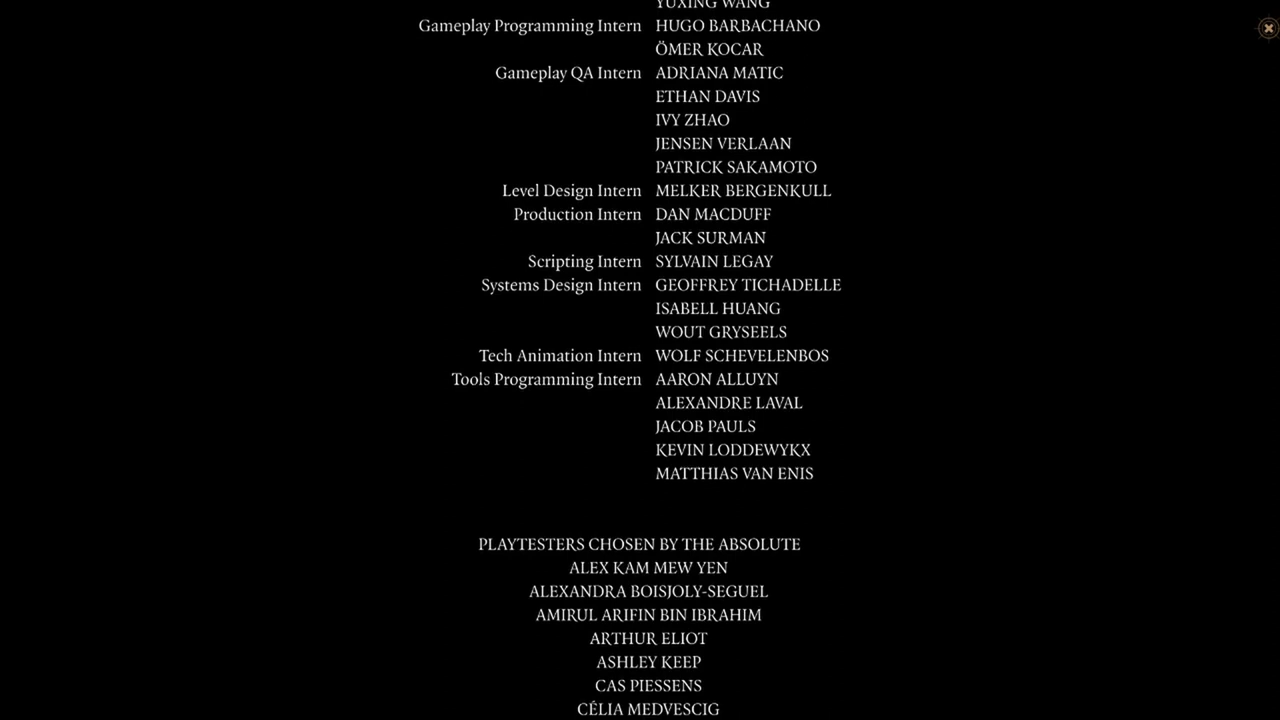 YUXING WANG
Gameplay Programming Intern HUGO BARBACHANO
ÖMER KOCAR
Gameplay QA Intern ADRIANA MATIC
ETHAN DAVIS
IVY ZHAO
JENSEN VERLAAN
PATRICK SAKAMOTO
Level Design Intern MELKER BERGENKULL
Production Intern DAN MACDUFF
JACK SURMAN
Scripting Intern SYLVAIN LEGAY
Systems Design Intern GEOFFREY TICHADELLE
ISABELL HUANG
WOUT GRYSEELS
Tech Animation Intern WOLF SCHEVELENBOS
Tools Programming Intern AARON ALLUYN
ALEXANDRE LAVAL
JACOB PAULS
KEVIN LODDEWYKX
MATTHIAS VAN ENIS
PLAYTESTERS CHOSEN BY THE ABSOLUTE
ALEX KAM MEW YEN
ALEXANDRA BOISJOLY-SEGUEL
AMIRUL ARIFIN BIN IBRAHIM
ARTHUR ELIOT
ASHLEY KEEP
CAS PIESSENS
CÉLIA MEDVESCIG